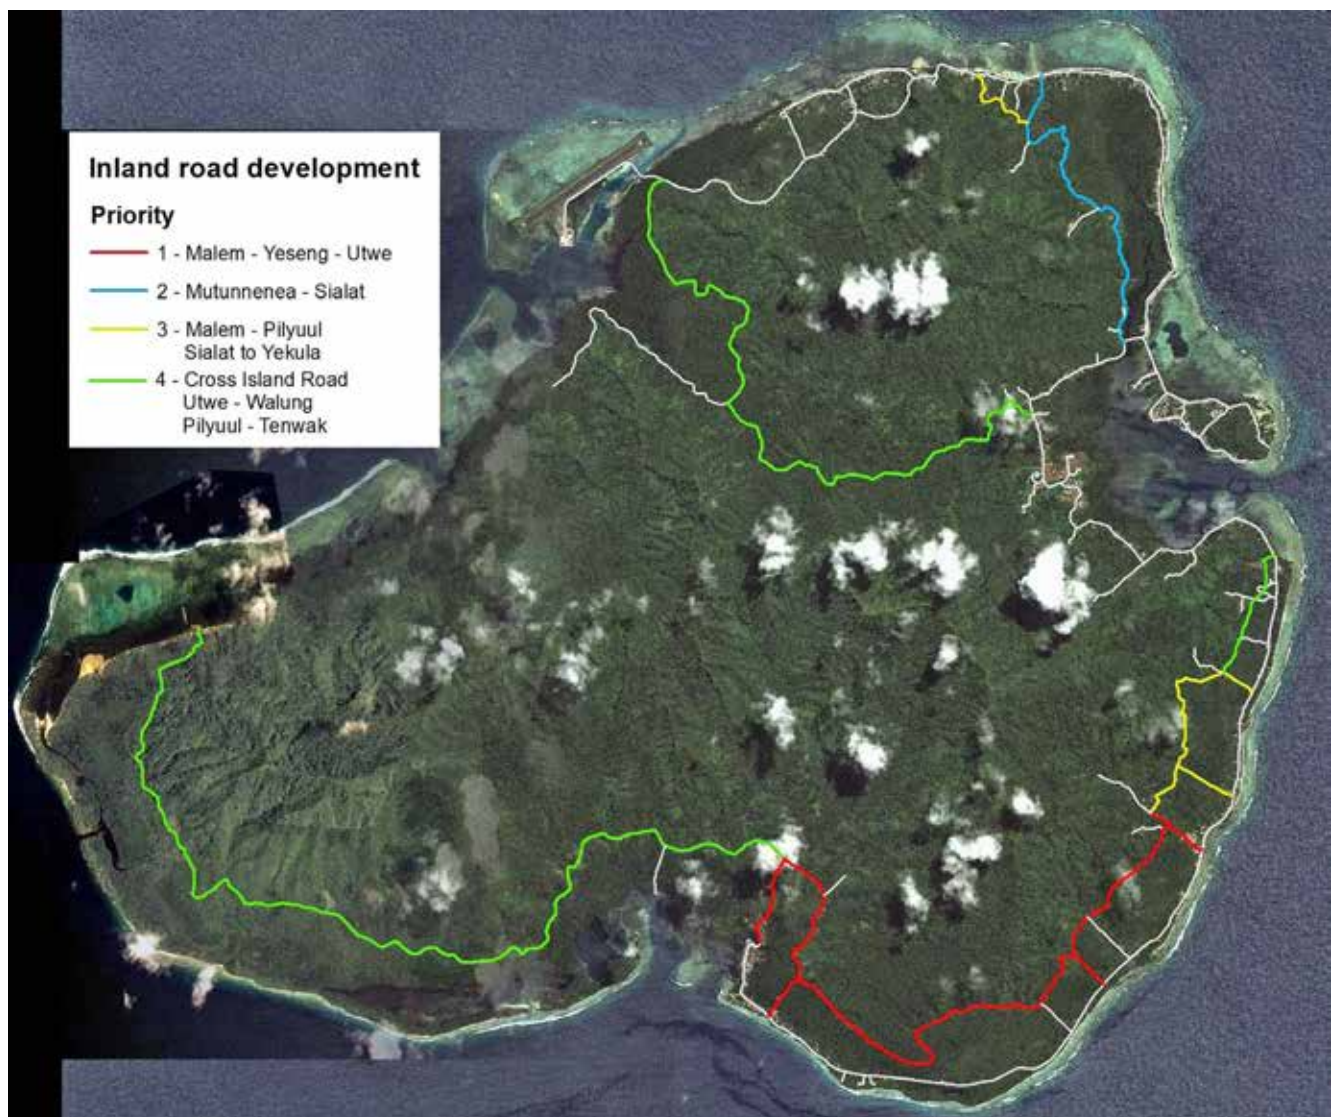 Inland road development
Priority
1 - Malem - Yeseng - Utwe
2 - Mutunnenea - Sialat
3 - Malem - Pilyuul
Sialat to Yekula
4 - Cross Island Road
Utwe - Walung
Pilyuul - Tenwak